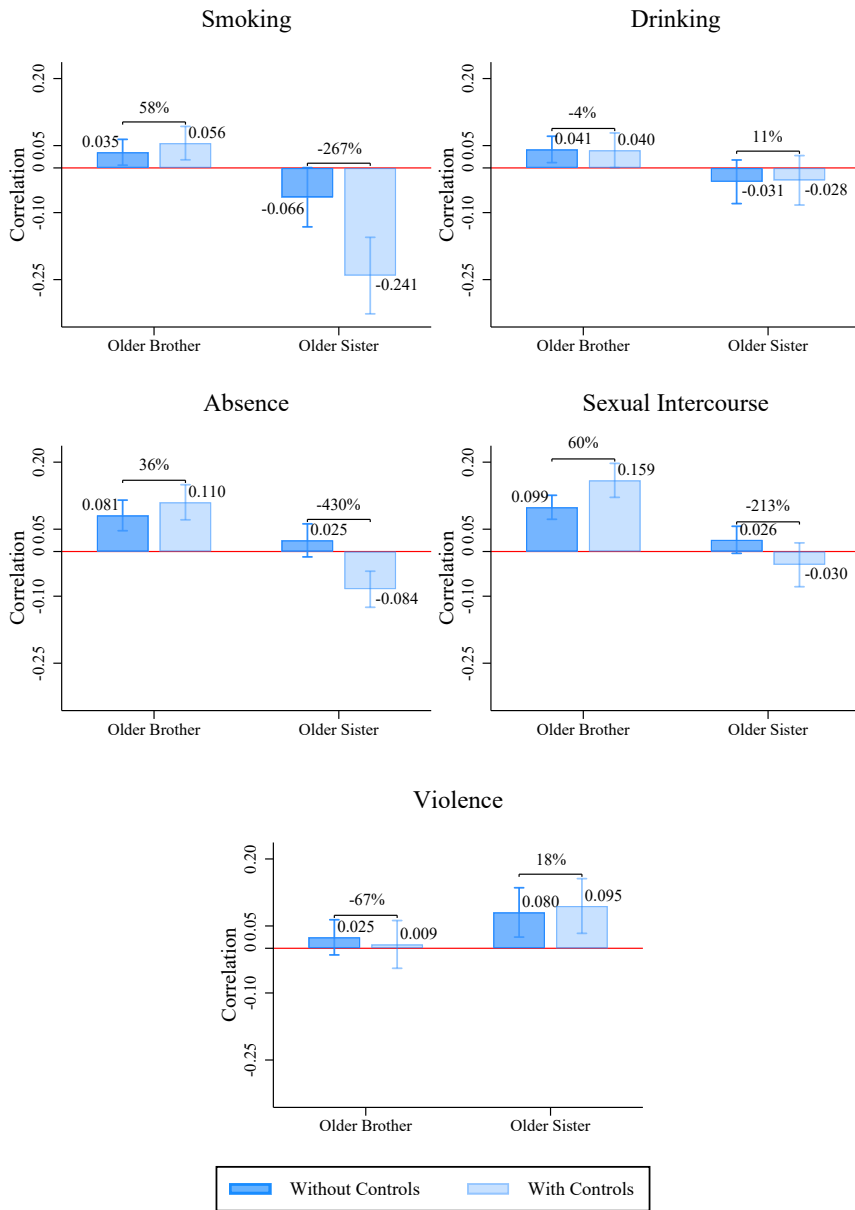 Smoking
Drinking
Correlation
0.20
0.05
0
-0.10
-0.25
58%
0.035
0.056
-267%
-0.066
-0.241
Older Brother
Older Sister
Correlation
0.20
0.05
0
-0.10
-0.25
-4%
0.041
0.040
11%
-0.031
-0.028
Older Brother
Older Sister
Absence
Sexual Intercourse
Correlation
0.20
0.05
0
-0.10
-0.25
36%
0.081
0.110
-430%
0.025
-0.084
Older Brother
Older Sister
Correlation
0.20
0.05
0
-0.10
-0.25
60%
0.099
0.159
-213%
0.026
-0.030
Older Brother
Older Sister
Violence
Correlation
0.20
0.05
0
-0.10
-0.25
-67%
0.025
0.009
18%
0.080
0.095
Older Brother
Older Sister
Without Controls
With Controls